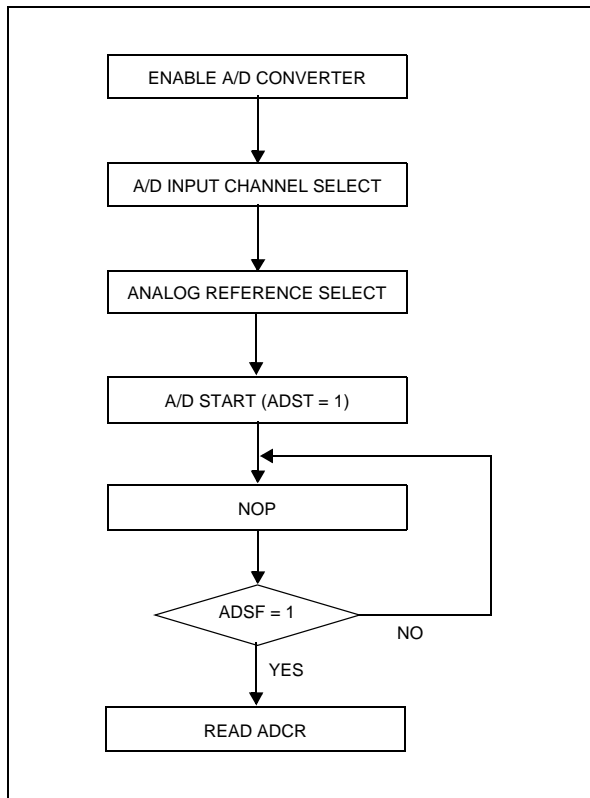 ENABLE A/D CONVERTER
A/D INPUT CHANNEL SELECT
ANALOG REFERENCE SELECT
A/D START (ADST = 1)
NOP
ADSF = 1
NO
YES
READ ADCR